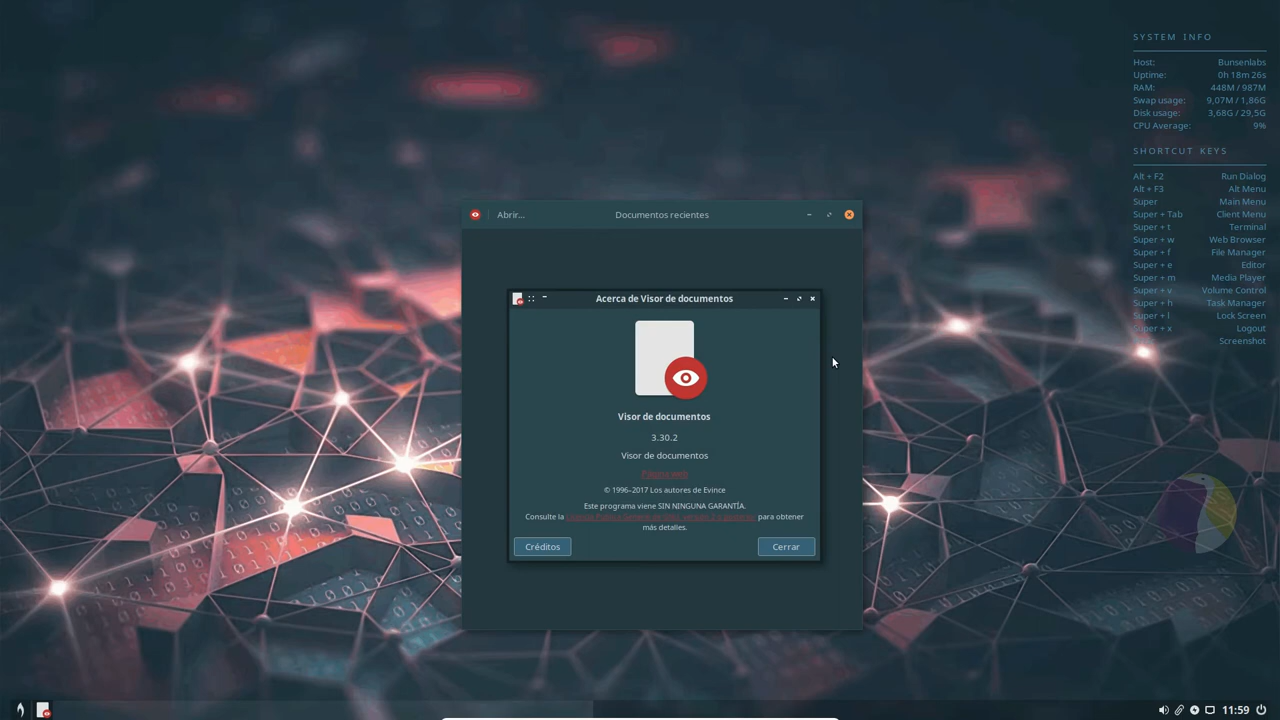 SYSTEM INFO
Host: Bunsenlabs
Uptime: 0h 18m 26s
RAM: 448M / 987M
Swap usage: 9,07M / 1,86G
Disk usage: 3,68G / 29,5G
CPU Average: 9%
SHORTCUT KEYS
Alt + F2 Run Dialog
Alt + F3 Alt Menu
Super Main Menu
Super + Tab Client Menu
Super + t Terminal
Super + w Web Browser
Super + f File Manager
Super + e Editor
Super + m Media Player
Super + v Volume Control
Super + h Task Manager
Super + l Lock Screen
Super + x Logout
Screenshot
Abrir... Documentos recientes
Acerca de Visor de documentos
Visor de documentos
3.30.2
Visor de documentos
Página web
© 1996–2017 Los autores de Evince
Este programa viene SIN NINGUNA GARANTÍA.
Consulte la para obtener
más detalles.
Créditos Cerrar
11:59